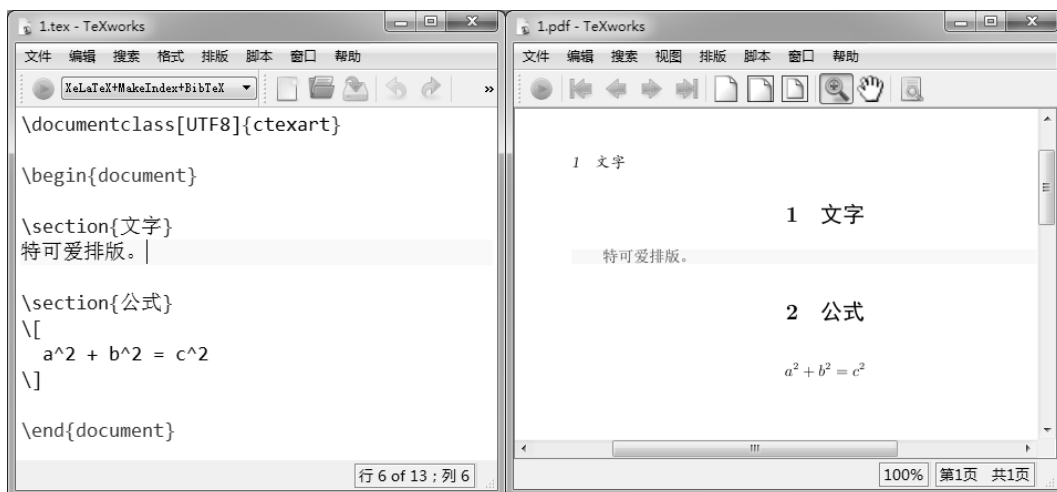 1.tex - TeXworks
文件 编辑 搜索 格式 排版 脚本 窗口 帮助
XeLaTeX+MakeIndex+BibTeX
»
\documentclass[UTF8]{ctexart}
\begin{document}
\section{文字}
特可爱排版。
\section{公式}
\[
a^2 + b^2 = c^2
\]
\end{document}
行 6 of 13 ; 列 6
1.pdf - TeXworks
文件 编辑 搜索 视图 排版 脚本 窗口 帮助
1 文字
1 文字
特可爱排版。
2 公式
a² + b² = c²
100% 第1页 共1页